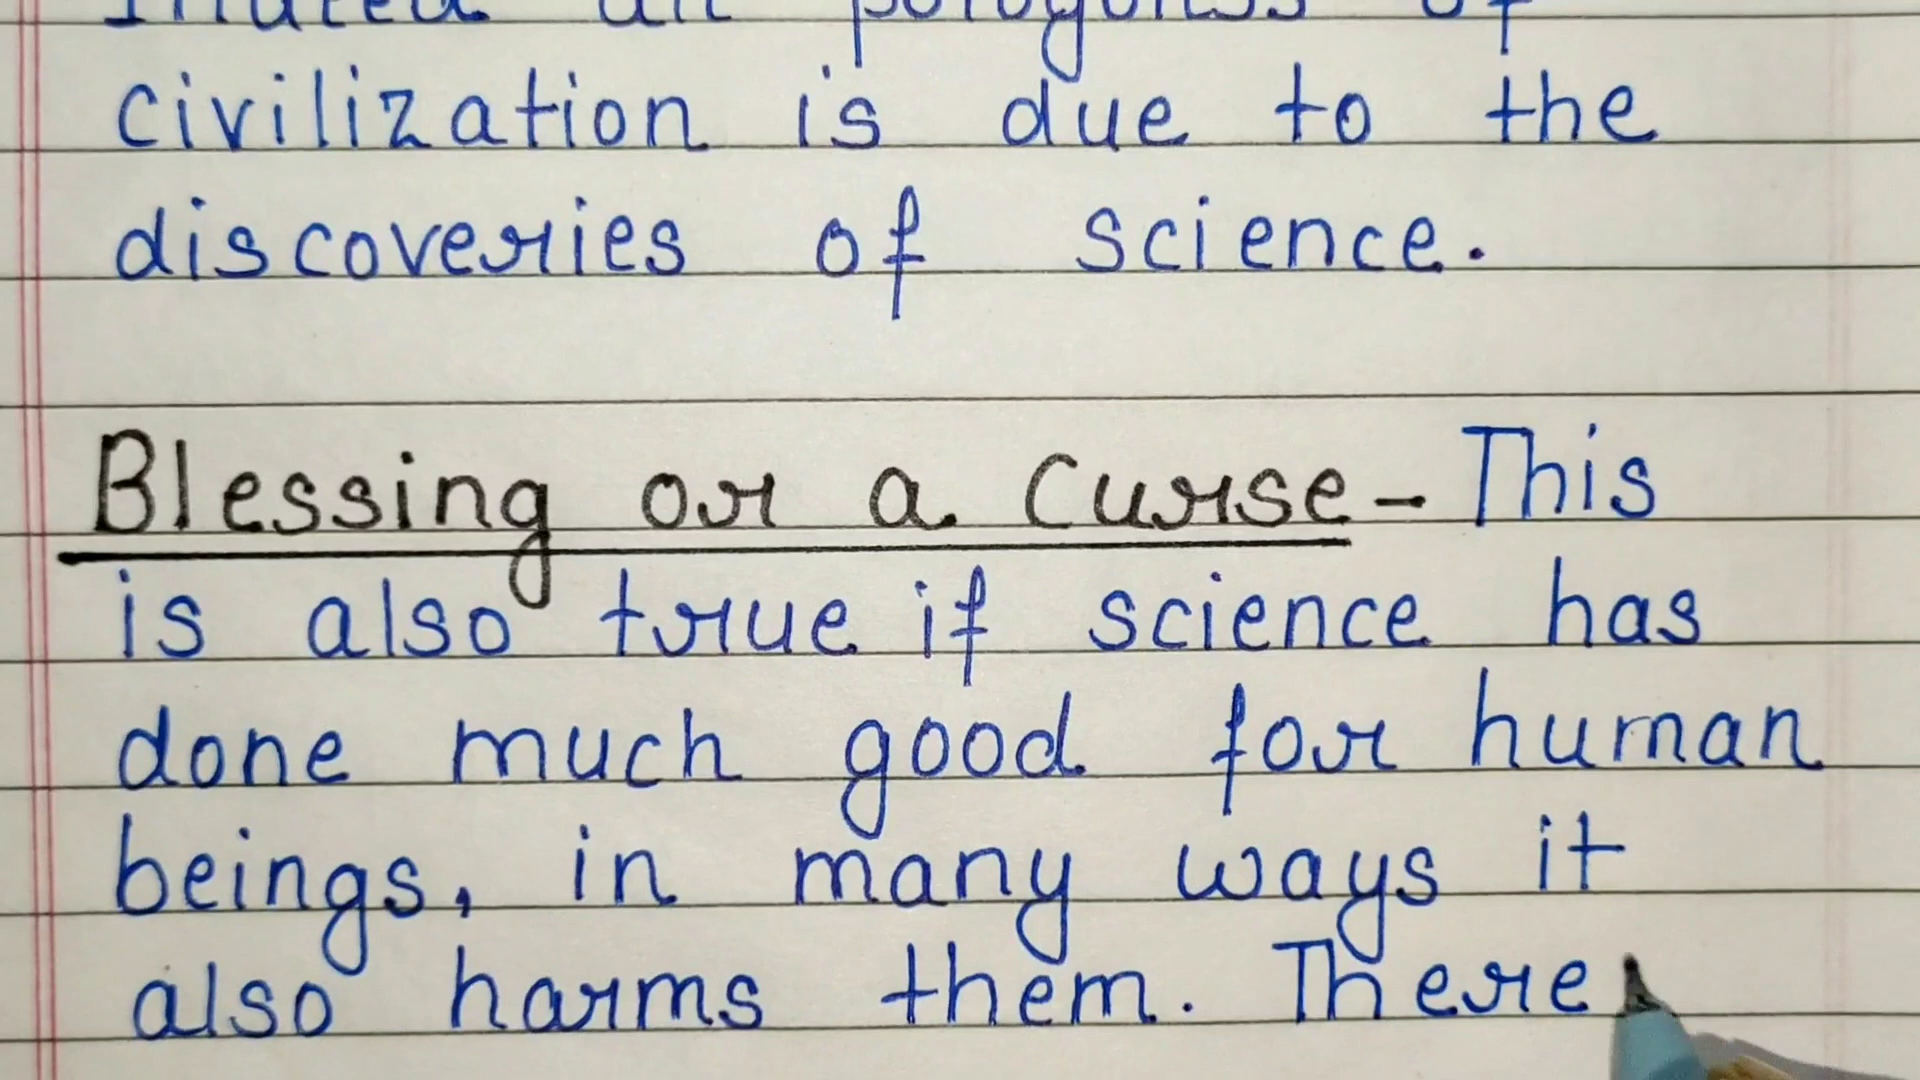 civilization is due to the
discoveries of science.
Blessing or a Curse - This
is also true if science has
done much good for human
beings, in many ways it
also harms them. There